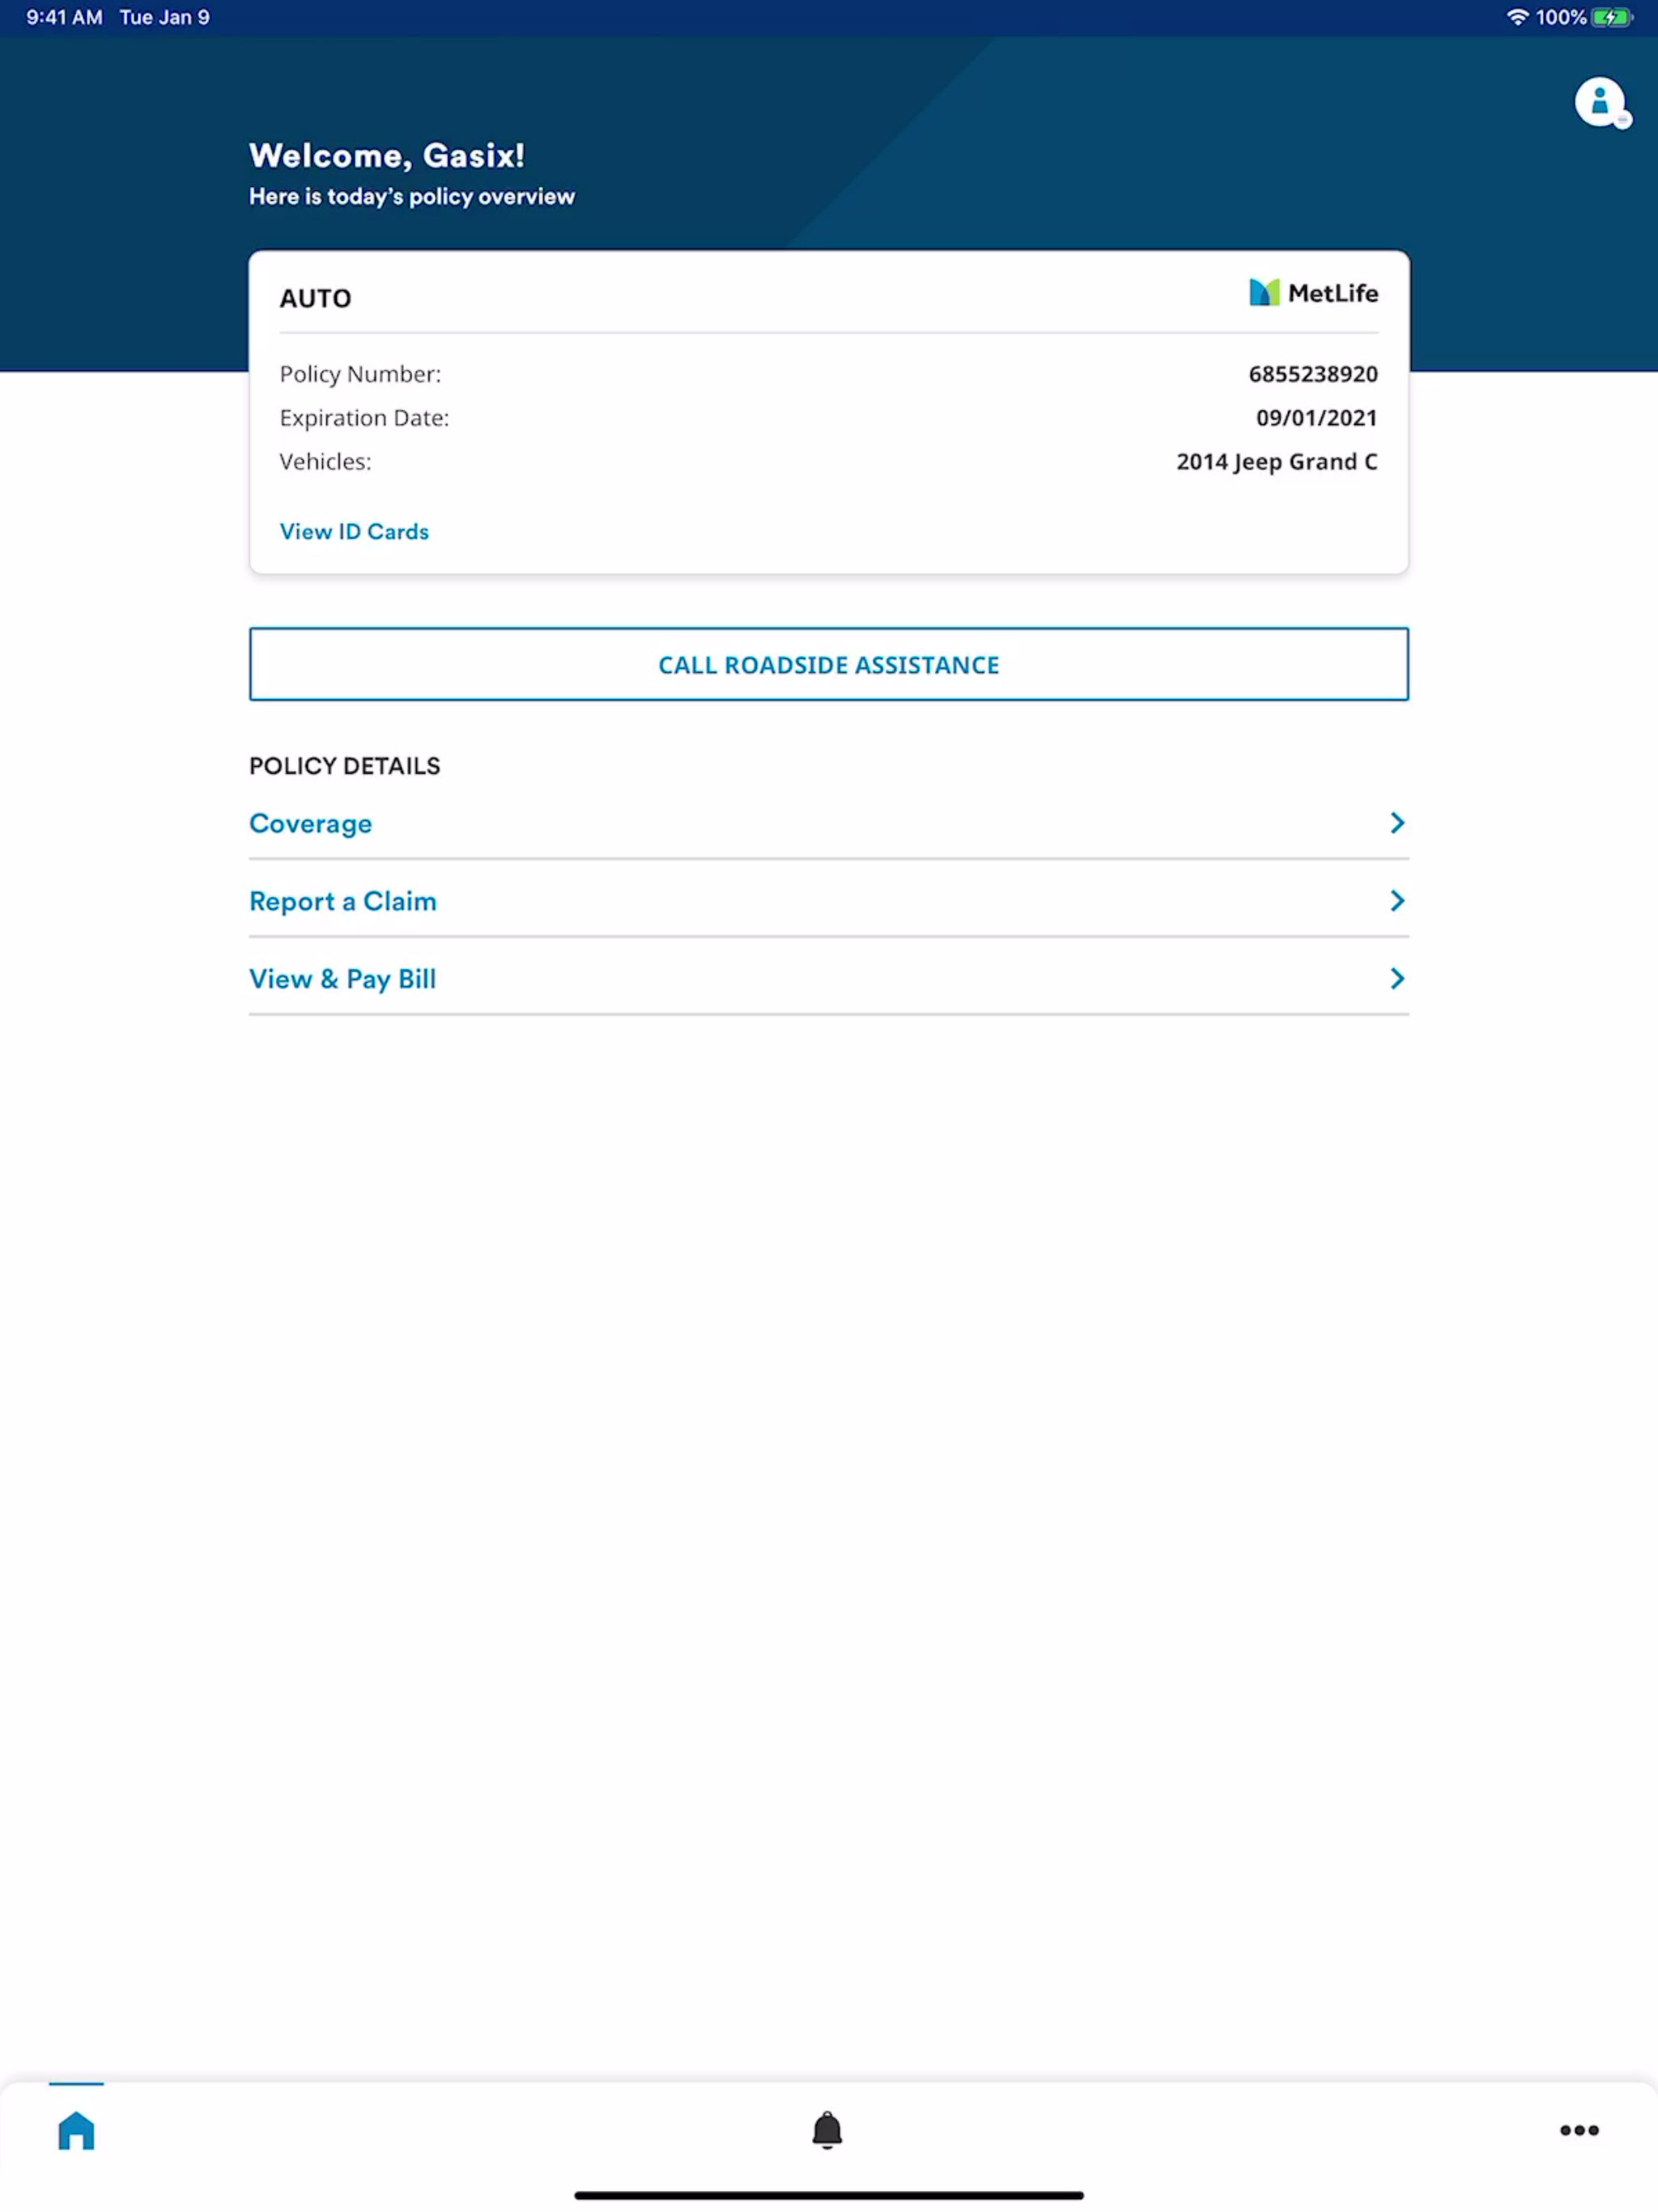 9:41 AM Tue Jan 9 100%
Welcome, Gasix!
Here is today's policy overview
AUTO MetLife
Policy Number: 6855238920
Expiration Date: 09/01/2021
Vehicles: 2014 Jeep Grand C
View ID Cards
CALL ROADSIDE ASSISTANCE
POLICY DETAILS
Coverage
Report a Claim
View & Pay Bill